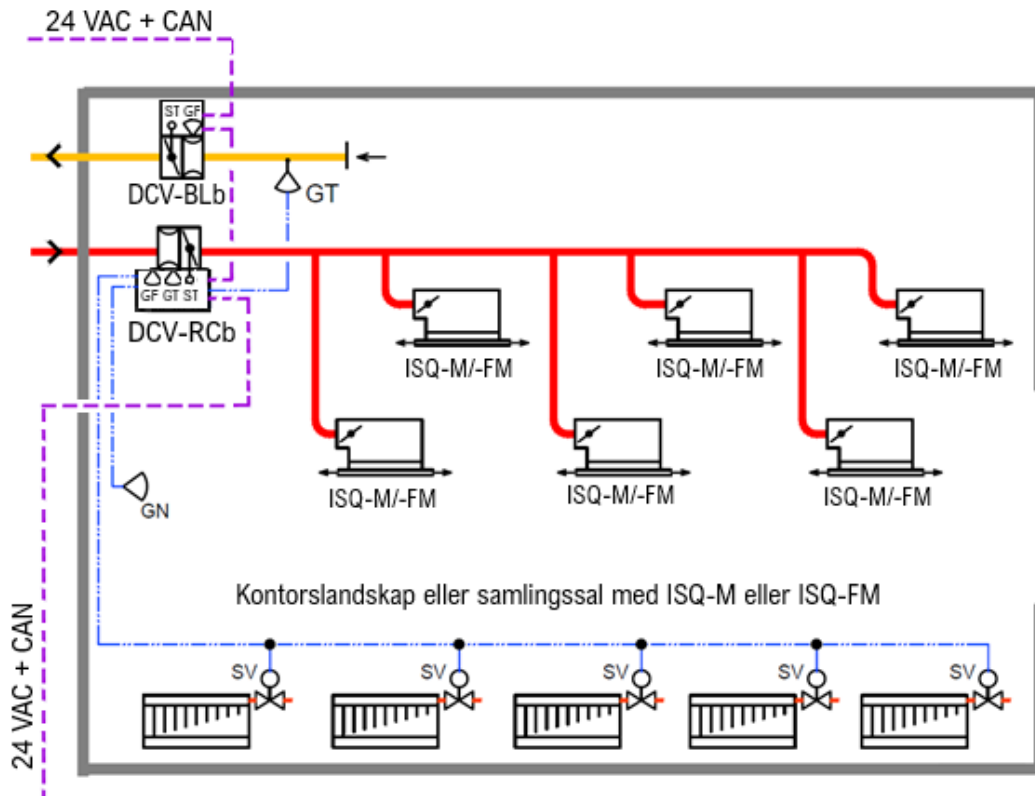 24 VAC + CAN
ST GF
DCV-BLb
GT
GF GT ST
DCV-RCb
ISQ-M/-FM
ISQ-M/-FM
ISQ-M/-FM
ISQ-M/-FM
ISQ-M/-FM
ISQ-M/-FM
GN
24 VAC + CAN
Kontorslandskap eller samlingssal med ISQ-M eller ISQ-FM
SV
SV
SV
SV
SV